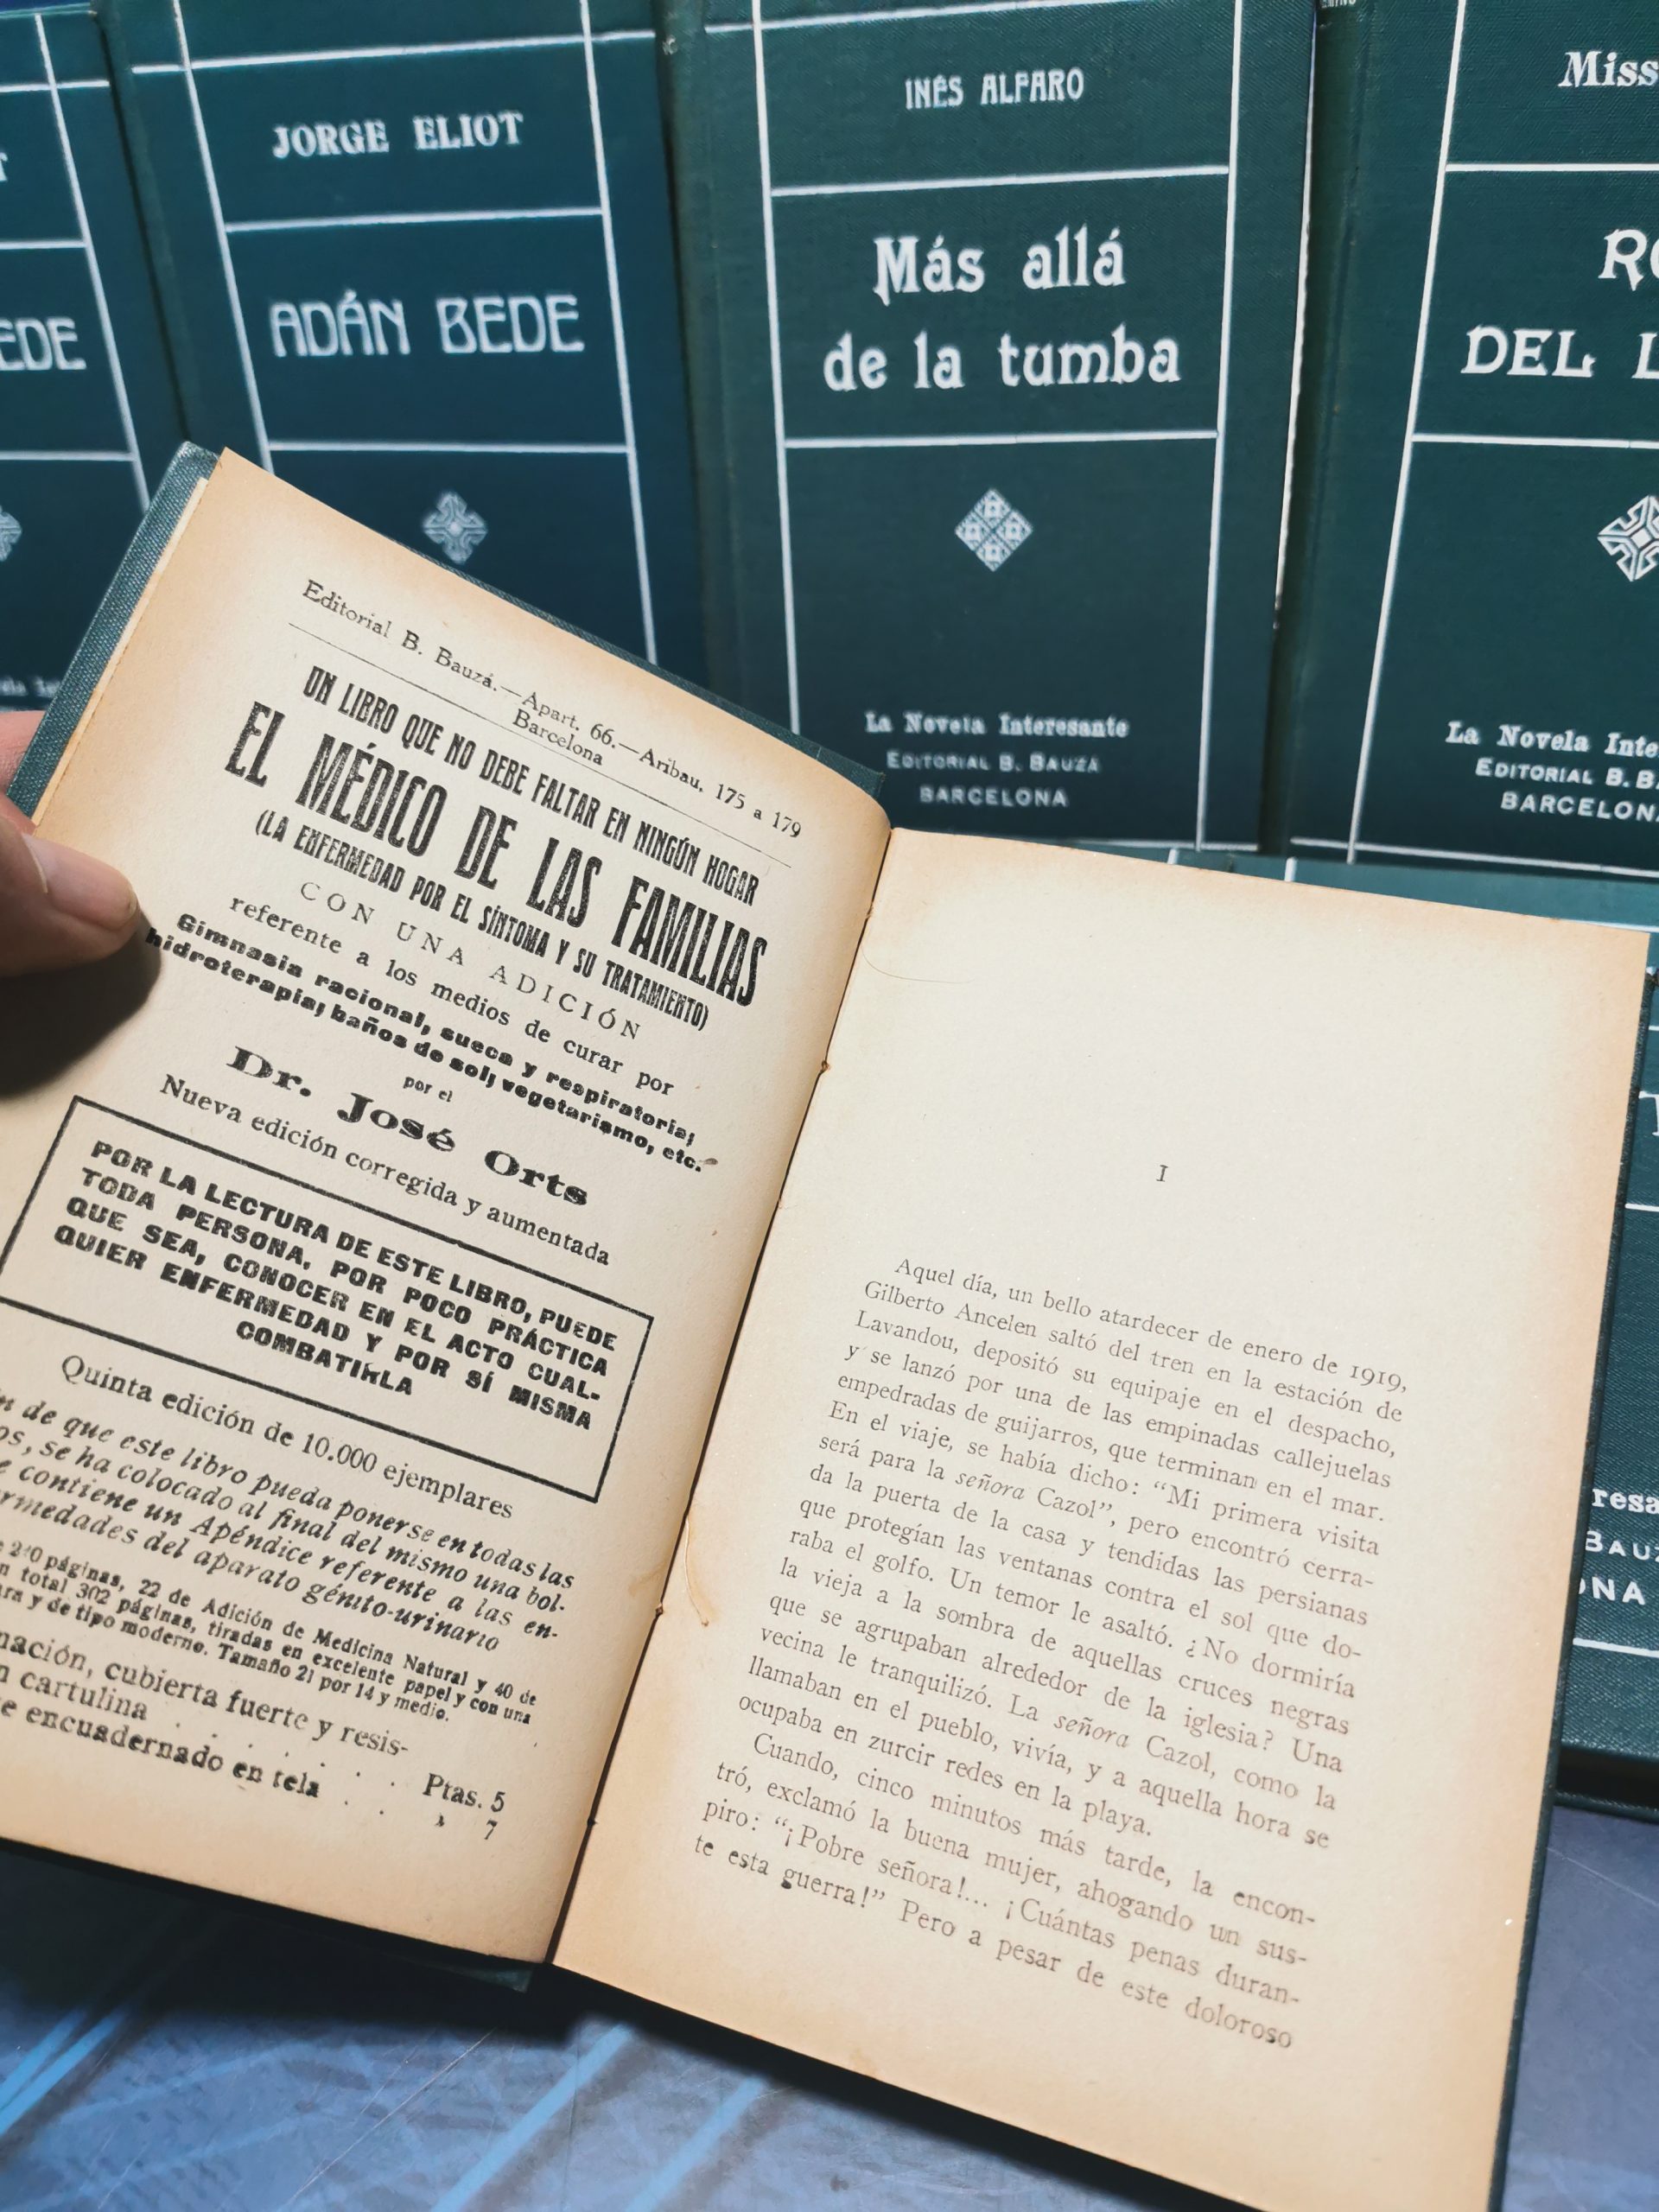 JORGE ELIOT
ADÁN BEDE
INÉS ALFARO
Más allá
de la tumba
La Novela Interesante
EDITORIAL B. BAUZÁ
BARCELONA
Miss
DEL
La Novela
EDITORIAL B.
Editorial B. Bauzá.—Apart. 66.—Aribau, 175 a 179
Barcelona
UN LIBRO QUE NO DEBE FALTAR EN NINGÚN HOGAR
EL MÉDICO DE LAS FAMILIAS
(LA ENFERMEDAD POR EL SÍNTOMA Y SU TRATAMIENTO)
CON UNA ADICIÓN
referente a los medios de curar por
Gimnasia racional, sueca y respiratoria;
hidroterapia; baños de sol; vegetarismo, etc.
por el
Dr. José Orts
Nueva edición corregida y aumentada
POR LA LECTURA DE ESTE LIBRO, PUEDE
TODA PERSONA, POR POCO PRÁCTICA
QUE SEA, CONOCER EN EL ACTO CUAL-
QUIER ENFERMEDAD Y POR SÍ MISMA
COMBATIRLA
Quinta edición de 10.000 ejemplares
de que este libro pueda ponerse en todas las
se ha colocado al final del mismo una bol-
contiene un Apéndice referente a las en-
del aparato génito-urinario
páginas, 22 de Adición de Medicina Natural y 40 de
total 302 páginas, tiradas en excelente papel y con una
y de tipo moderno. Tamaño 21 por 14 y medio.
cubierta fuerte y resis-
cartulina . . . . . Ptas. 5
encuadernado en tela . . » 7
I
Aquel día, un bello atardecer de enero de 1919,
Gilberto Ancelen saltó del tren en la estación de
Lavandou, depositó su equipaje en el despacho,
y se lanzó por una de las empinadas callejuelas
empedradas de guijarros, que terminan en el mar.
En el viaje, se había dicho: “Mi primera visita
será para la señora Cazol”, pero encontró cerra-
da la puerta de la casa y tendidas las persianas
que protegían las ventanas contra el sol que do-
raba el golfo. Un temor le asaltó. ¿No dormiría
la vieja a la sombra de aquellas cruces negras
que se agrupaban alrededor de la iglesia? Una
vecina le tranquilizó. La señora Cazol, como la
llamaban en el pueblo, vivía, y a aquella hora se
ocupaba en zurcir redes en la playa.
Cuando, cinco minutos más tarde, la encon-
tró, exclamó la buena mujer, ahogando un sus-
piro: “¡Pobre señora!... ¡Cuántas penas duran-
te esta guerra!” Pero a pesar de este doloroso